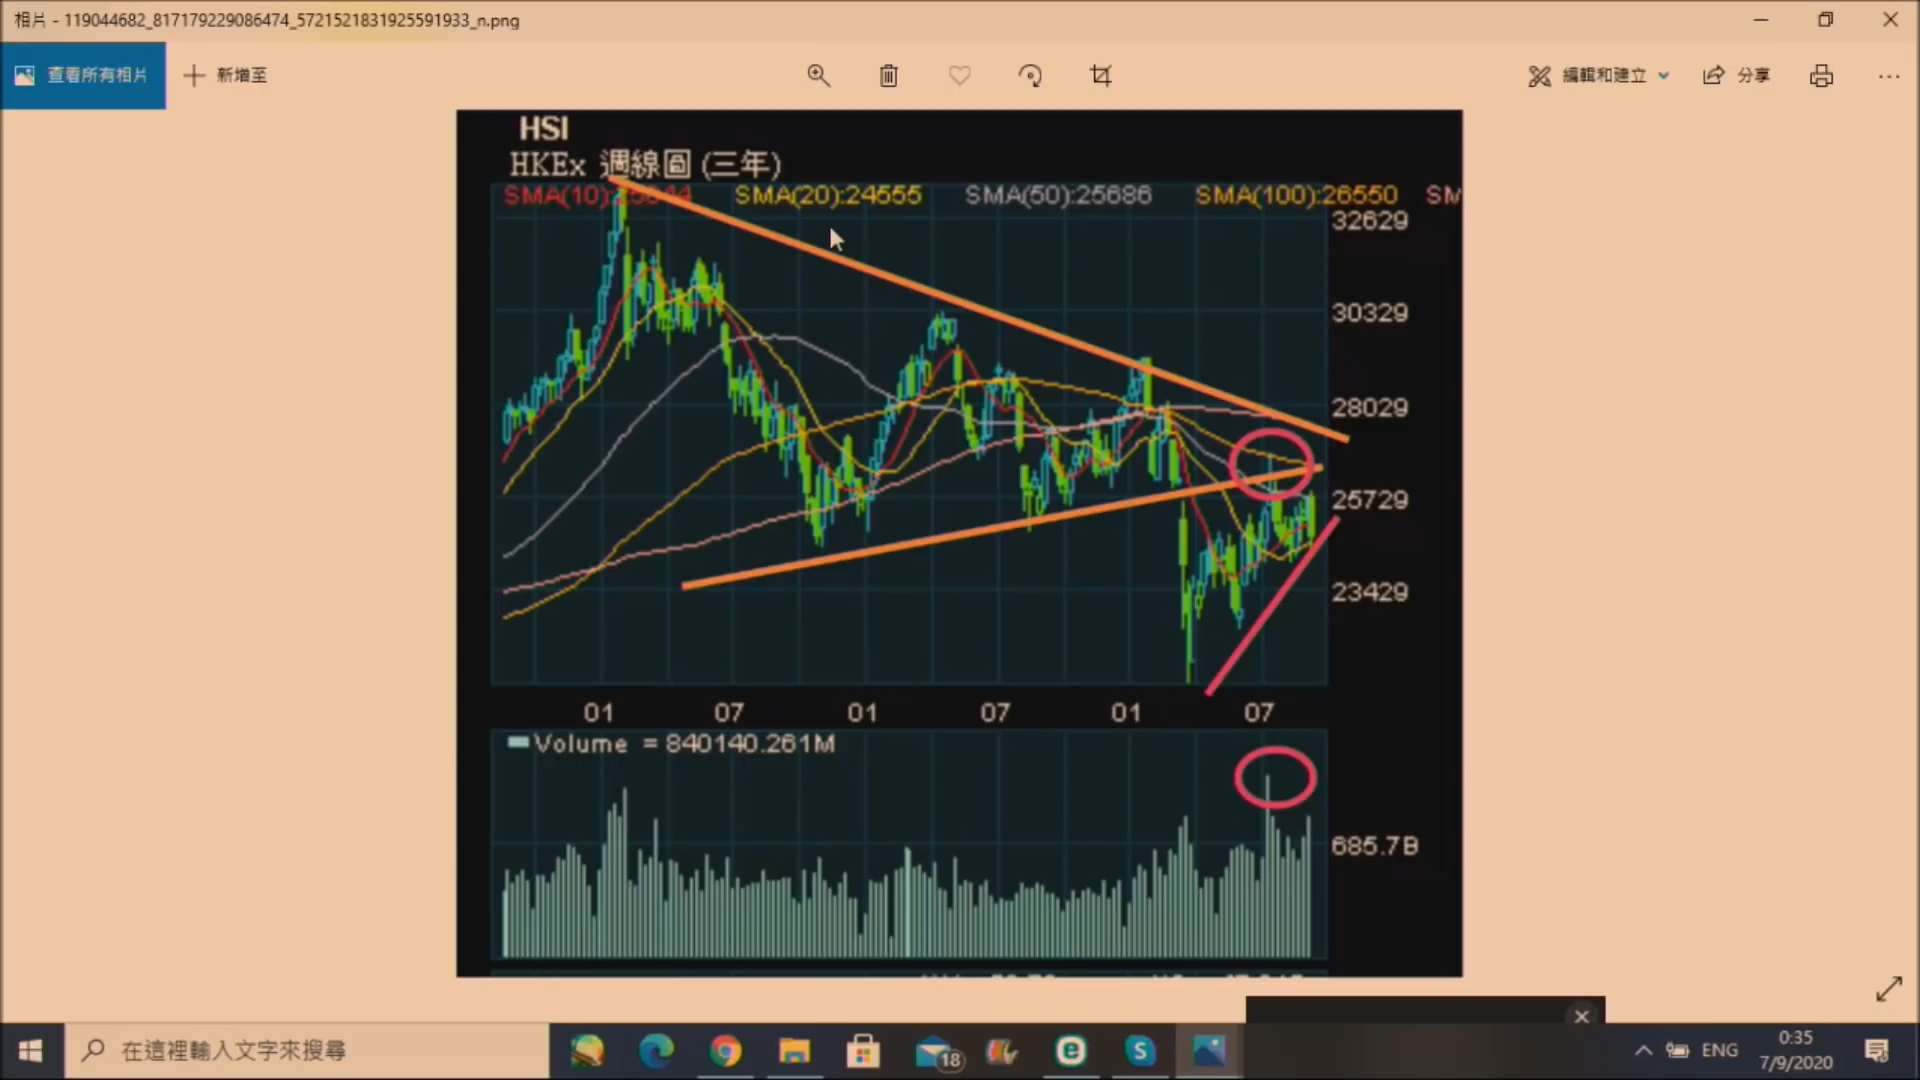 相片 - 119044682_817179229086474_5721521831925591933_n.png
查看所有相片
新增至
編輯和建立
分享
HSI
HKEx 週線圖 (三年)
SMA(20):24555 SMA(50):25686 SMA(100):26550 SM
32629
30329
28029
25729
23429
01 07 01 07 01 07
Volume = 840140.261M
685.7B
在這裡輸入文字來搜尋
18
ENG
0:35
7/9/2020